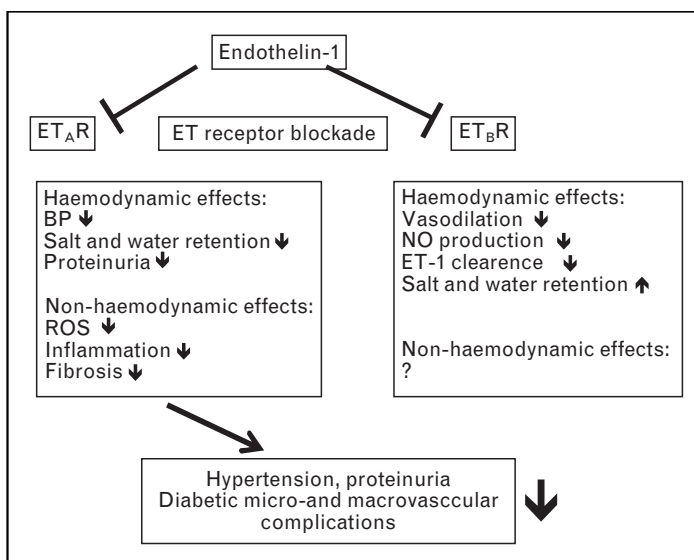 Endothelin-1
ETAR
ET receptor blockade
ETBR
Haemodynamic effects:
BP
Salt and water retention
Proteinuria
Non-haemodynamic effects:
ROS
Inflammation
Fibrosis
Haemodynamic effects:
Vasodilation
NO production
ET-1 clearence
Salt and water retention
Non-haemodynamic effects:
?
Hypertension, proteinuria
Diabetic micro-and macrovasccular
complications